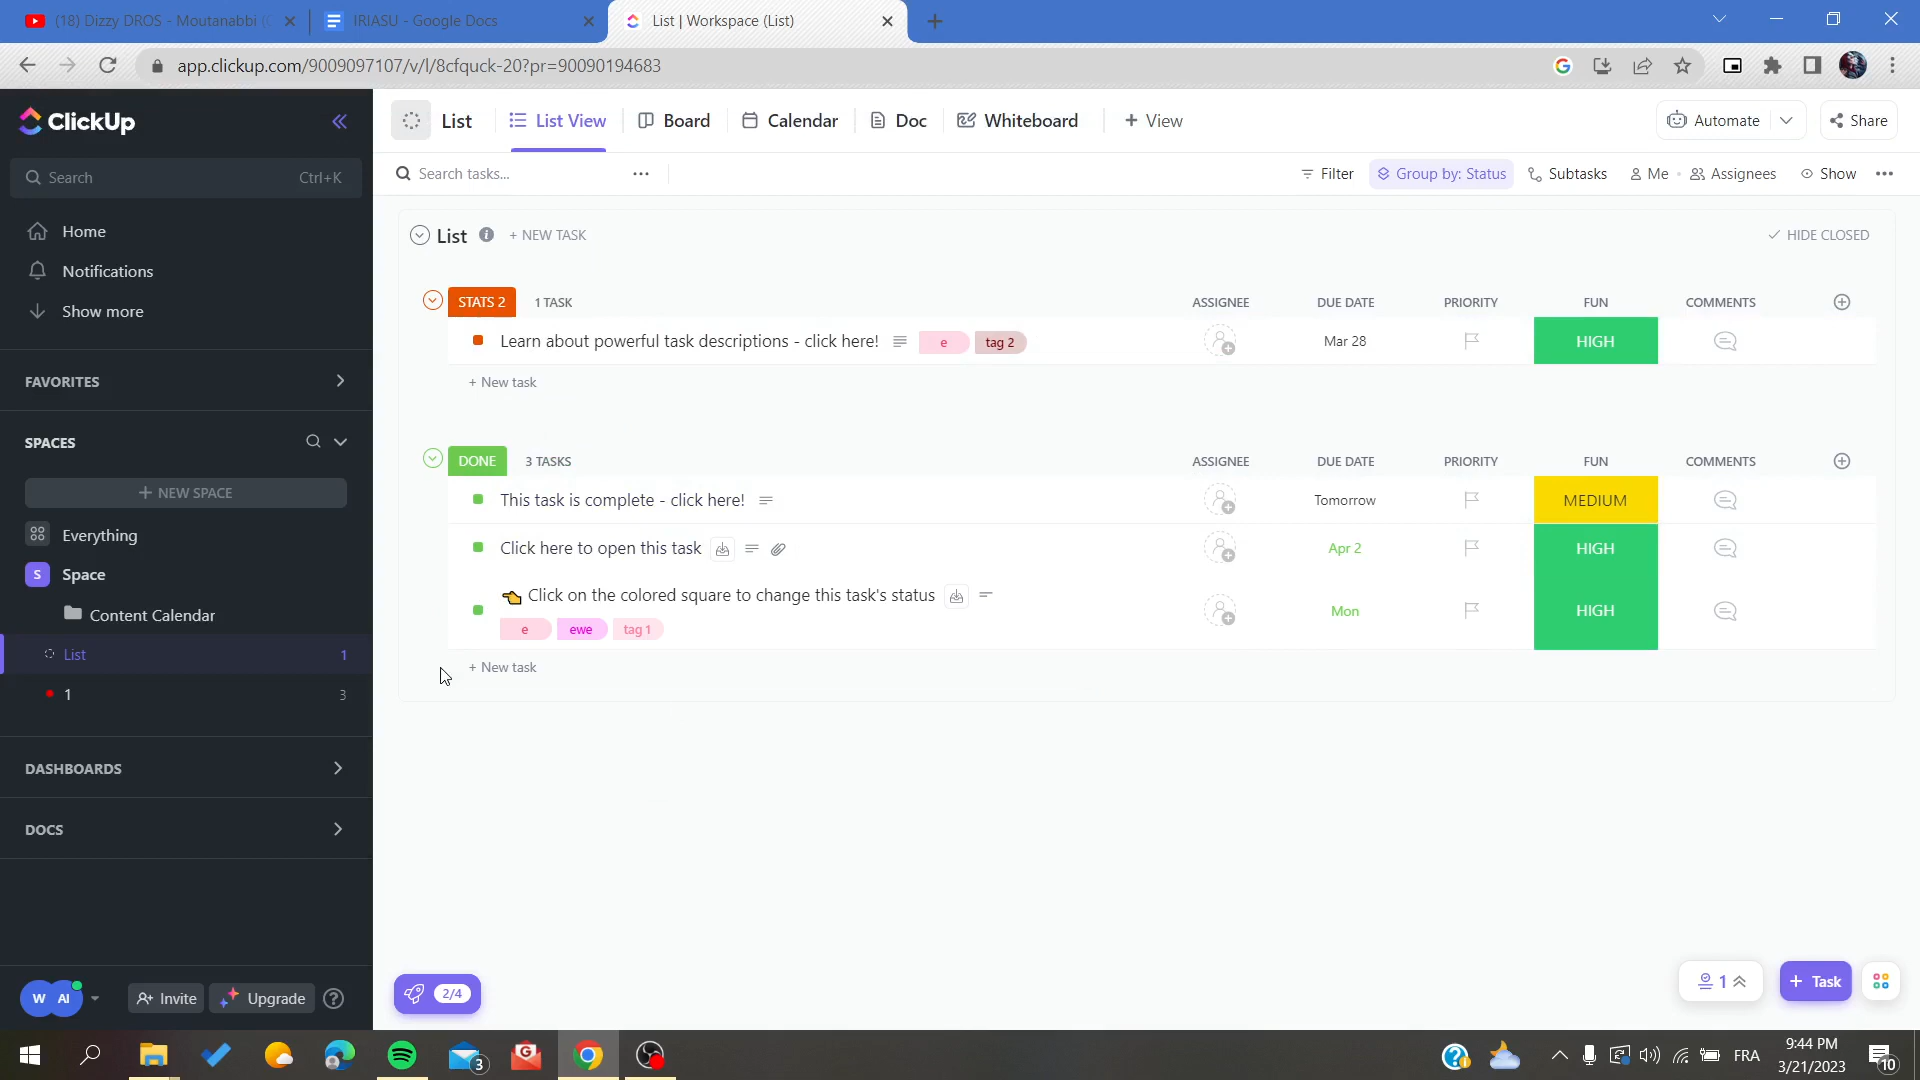 (18) Dizzy DROS - Moutanabbi (
IRIASU - Google Docs
List | Workspace (List)
app.clickup.com/9009097107/v/l/8cfquck-20?pr=90090194683
ClickUp
List
List View
Board
Calendar
Doc
Whiteboard
+ View
Automate
Share
Search
Ctrl+K
Search tasks...
Filter
Group by: Status
Subtasks
Me
Assignees
Show
Home
Notifications
Show more
FAVORITES
SPACES
+ NEW SPACE
Everything
S
Space
Content Calendar
List
1
1
3
DASHBOARDS
DOCS
W
AI
Invite
Upgrade
?
List
+ NEW TASK
HIDE CLOSED
STATS 2
1 TASK
ASSIGNEE
DUE DATE
PRIORITY
FUN
COMMENTS
Learn about powerful task descriptions - click here!
e
tag 2
Mar 28
HIGH
+ New task
DONE
3 TASKS
ASSIGNEE
DUE DATE
PRIORITY
FUN
COMMENTS
This task is complete - click here!
Tomorrow
MEDIUM
Click here to open this task
Apr 2
HIGH
Click on the colored square to change this task's status
e
ewe
tag 1
Mon
HIGH
+ New task
2/4
1
+ Task
3
FRA
9:44 PM
3/21/2023
10